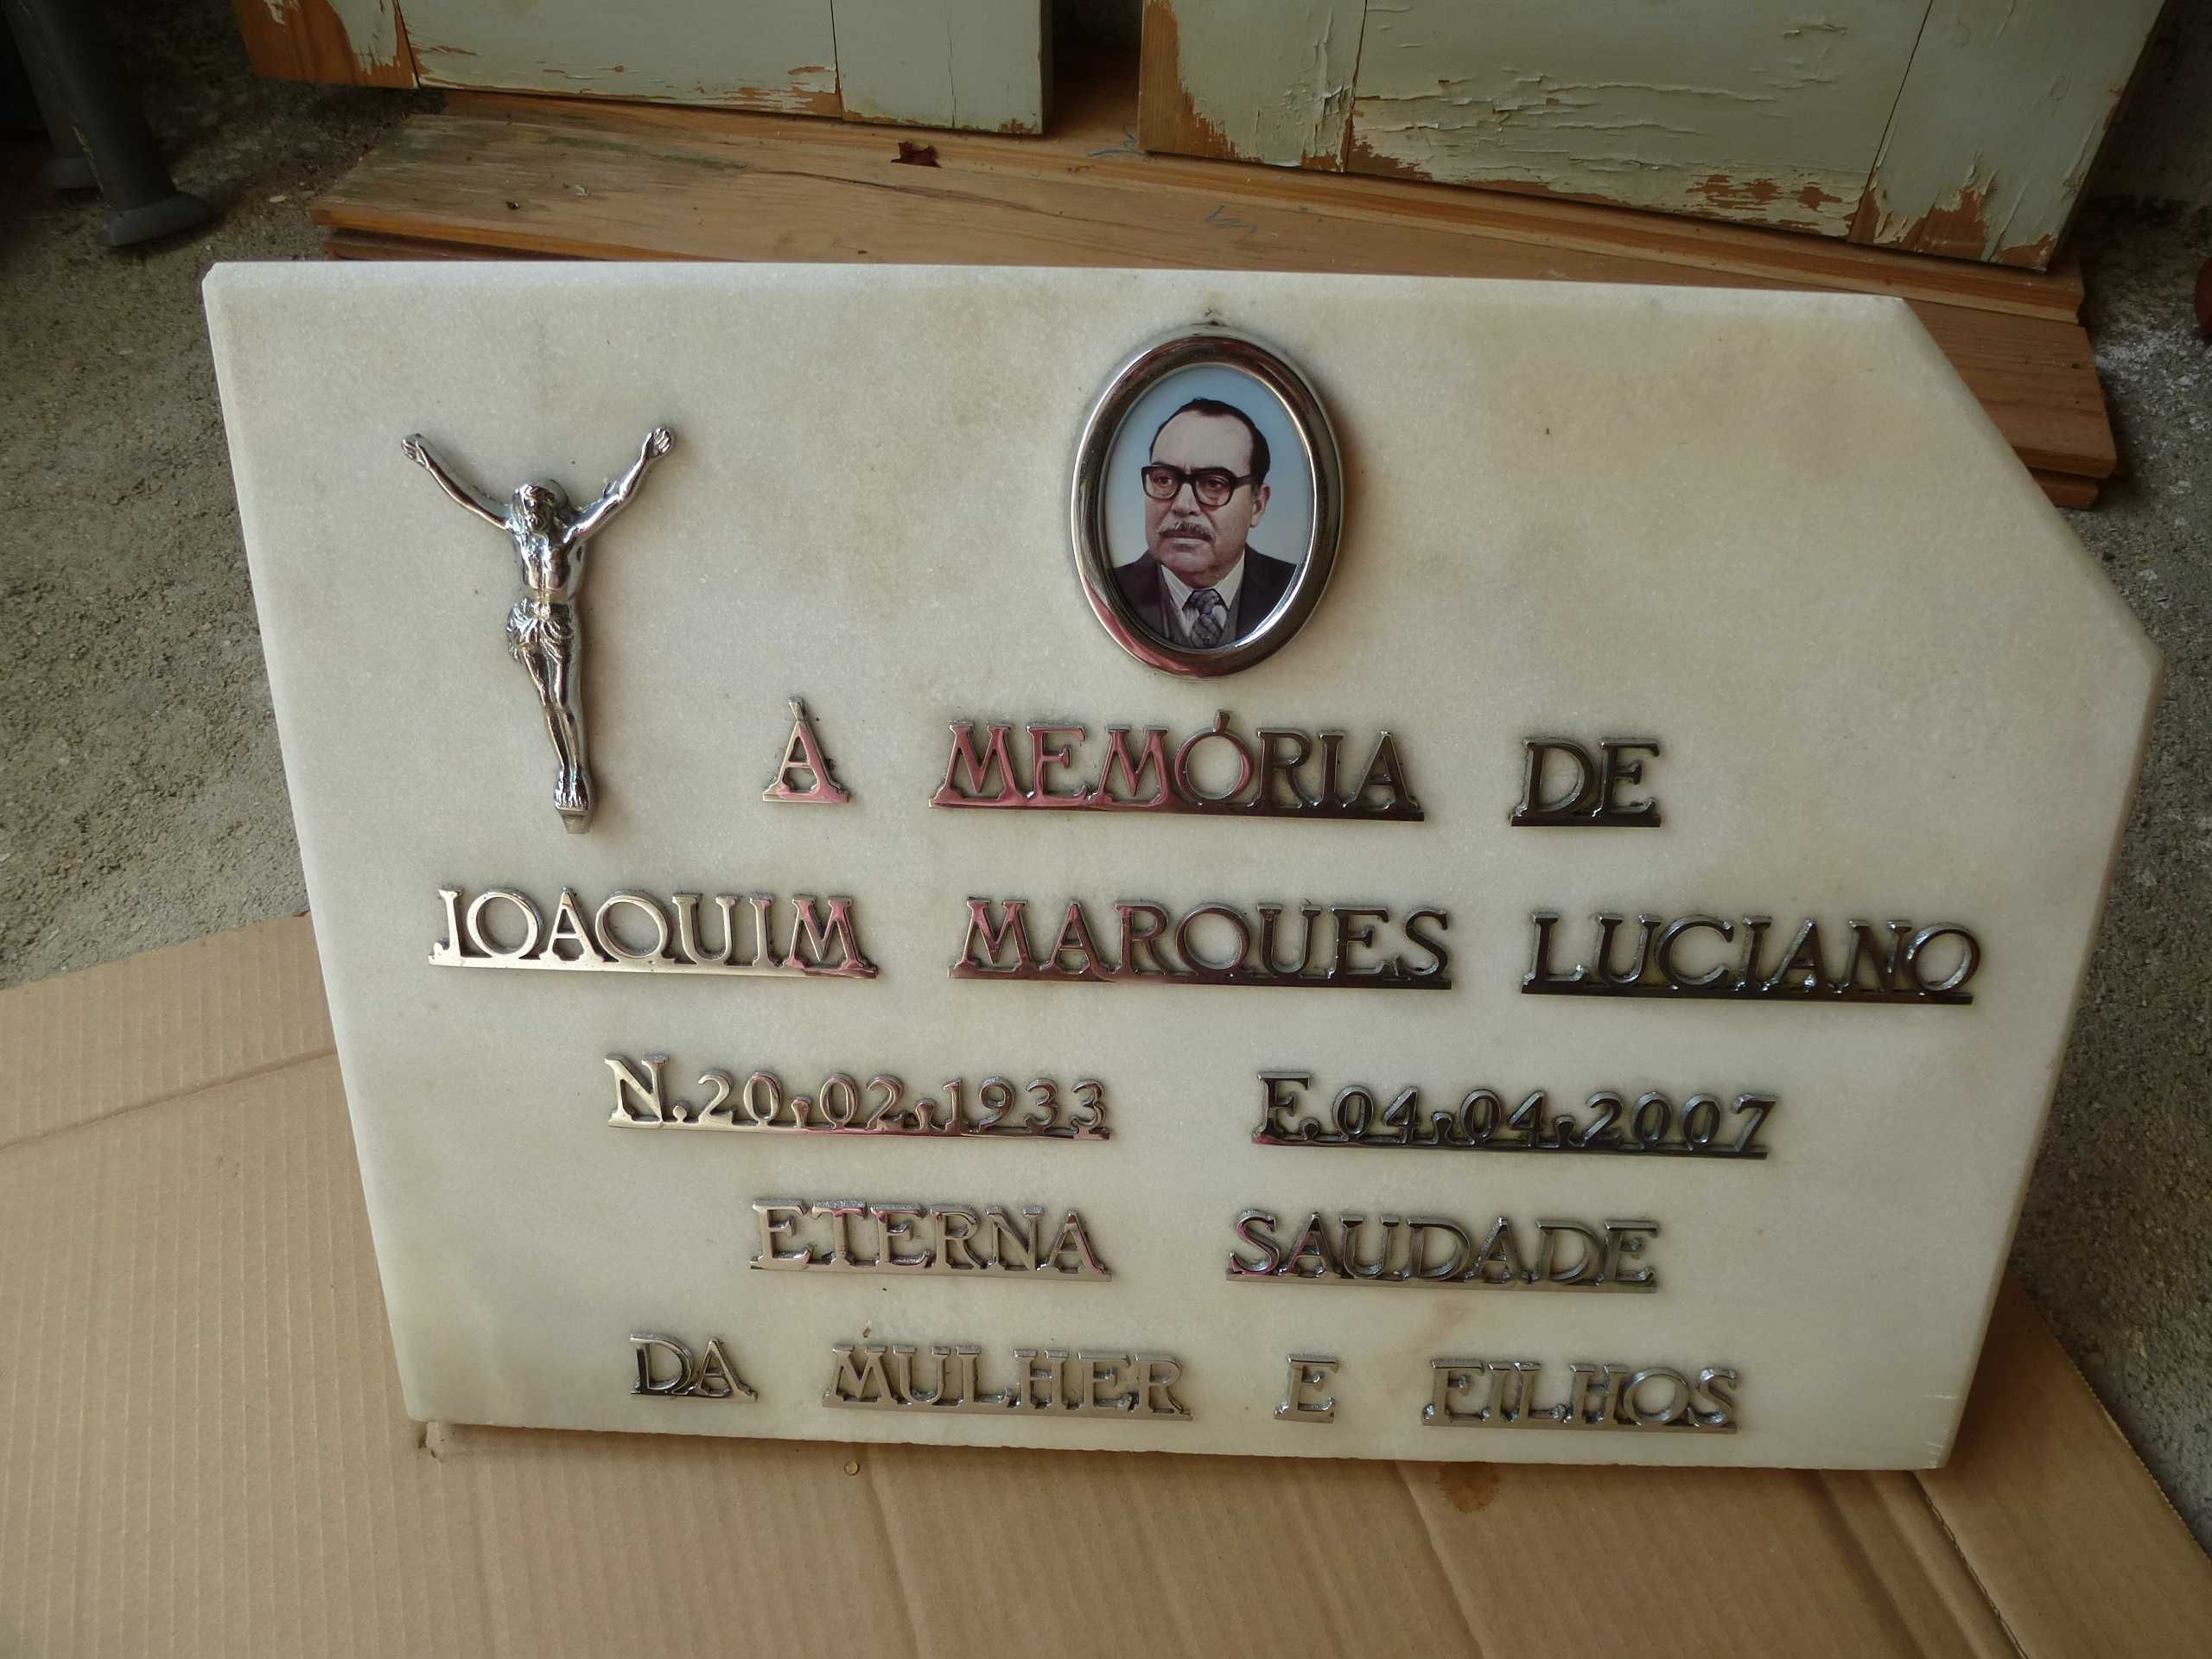 À MEMÓRIA DE
JOAQUIM MARQUES LUCIANO
N.20.02.1933 F.04.04.2007
ETERNA SAUDADE
DA MULHER E FILHOS